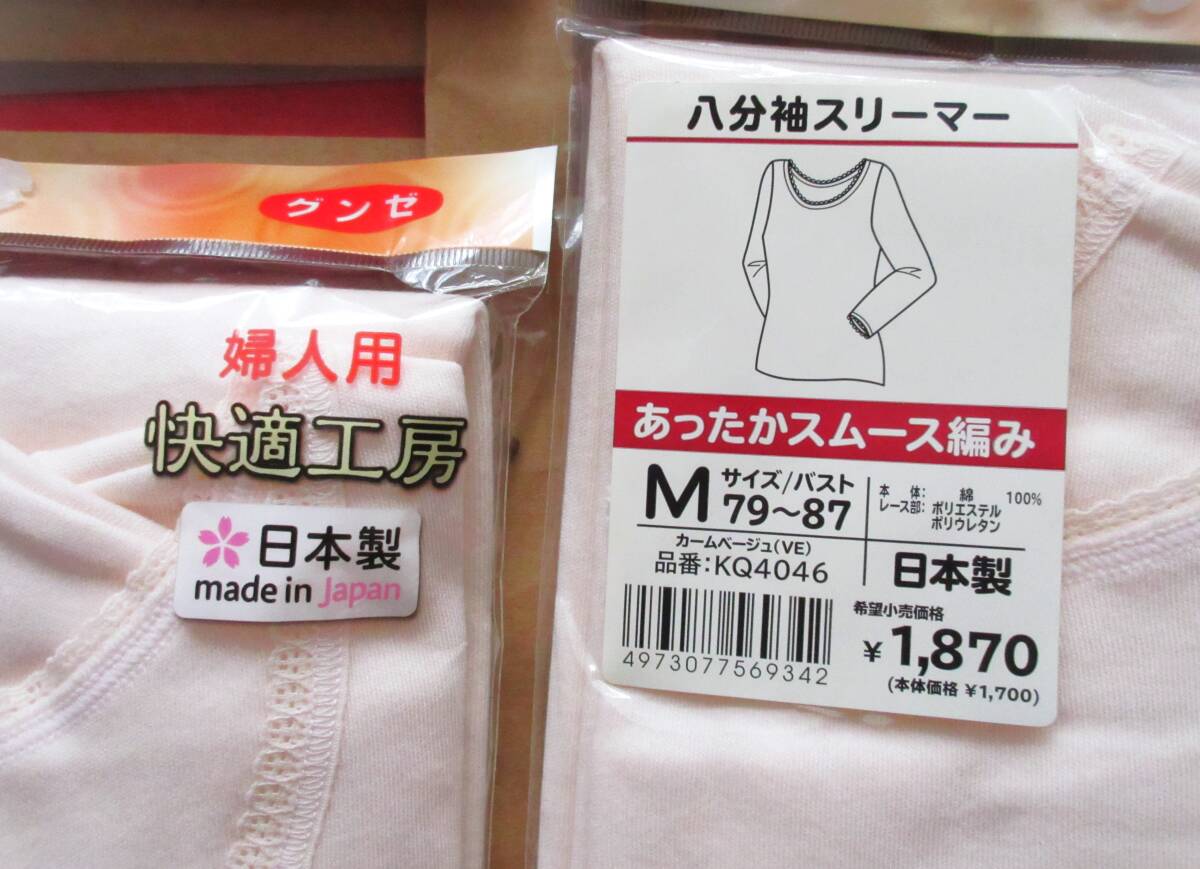 グンゼ
婦人用
快適工房
日本製
made in Japan
八分袖スリーマー
あったかスムース編み
M サイズ/バスト
79～87
カームベージュ(VE)
品番:KQ4046
本体: 綿 100%
レース部: ポリエステル
ポリウレタン
日本製
希望小売価格
¥1,870
(本体価格 ¥1,700)
4973077569342